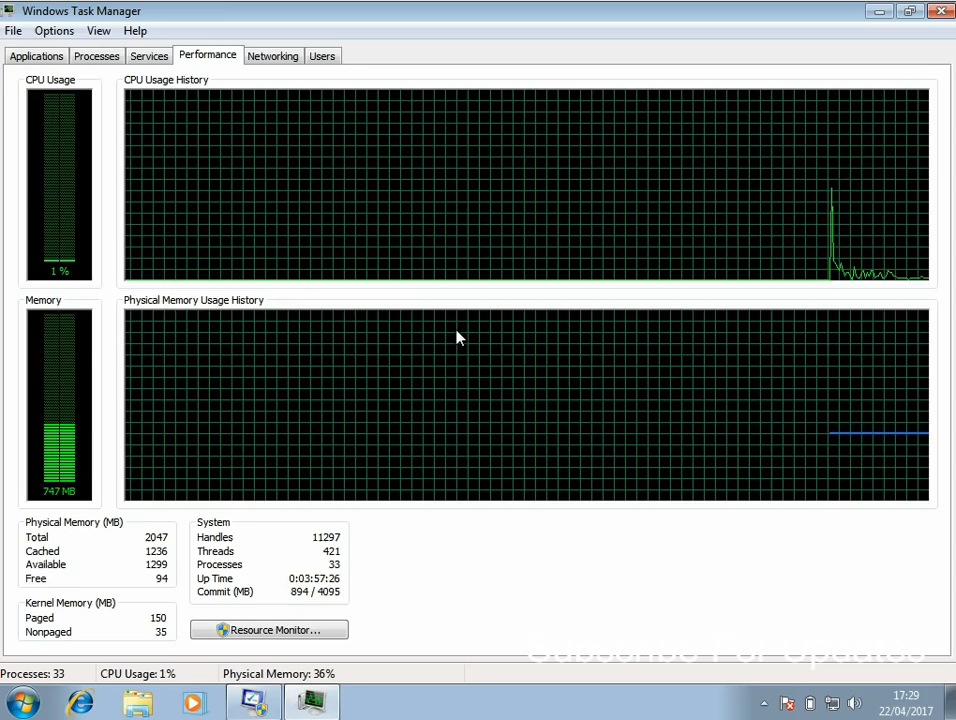 Windows Task Manager
File Options View Help
Applications Processes Services Performance Networking Users
CPU Usage
CPU Usage History
1 %
Memory
Physical Memory Usage History
747 MB
Physical Memory (MB)
Total 2047
Cached 1236
Available 1299
Free 94
System
Handles 11297
Threads 421
Processes 33
Up Time 0:03:57:26
Commit (MB) 894 / 4095
Kernel Memory (MB)
Paged 150
Nonpaged 35
Resource Monitor...
Subscribe For Updates
Processes: 33 CPU Usage: 1% Physical Memory: 36%
17:29
22/04/2017